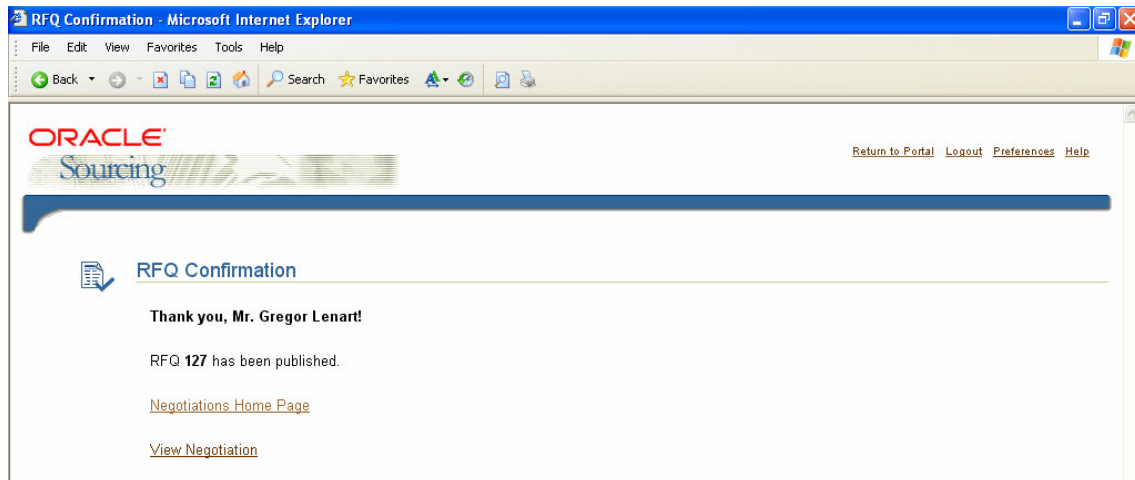 RFQ Confirmation - Microsoft Internet Explorer
File Edit View Favorites Tools Help
Back Search Favorites
ORACLE
Sourcing
Return to Portal Logout Preferences Help
RFQ Confirmation
Thank you, Mr. Gregor Lenart!
RFQ 127 has been published.
Negotiations Home Page
View Negotiation